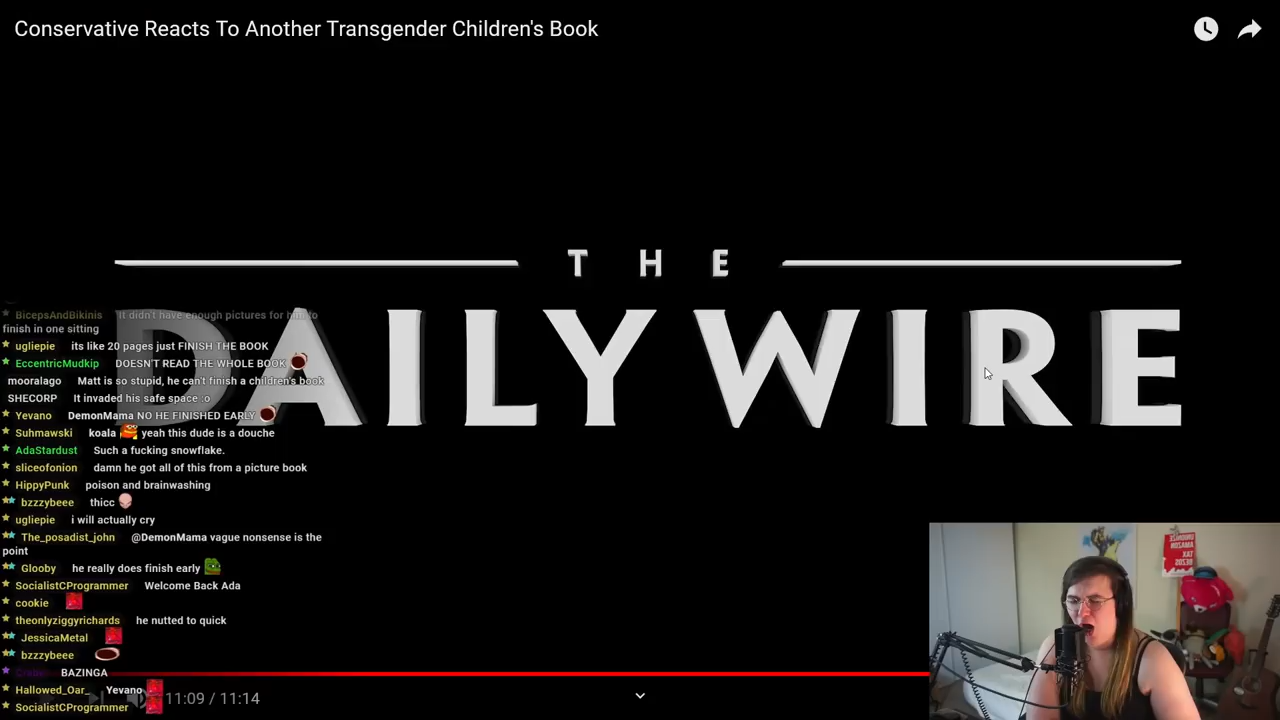 Conservative Reacts To Another Transgender Children's Book
THE
DAILY WIRE
BicepsAndBikinis It didn't have enough pictures for him to
finish in one sitting
ugliepie its like 20 pages just FINISH THE BOOK
EccentricMudkip DOESN'T READ THE WHOLE BOOK
mooralago Matt is so stupid, he can't finish a children's book
SHECORP It invaded his safe space :o
Yevano DemonMama NO HE FINISHED EARLY
Suhmawski koala yeah this dude is a douche
AdaStardust Such a fucking snowflake.
sliceofonion damn he got all of this from a picture book
HippyPunk poison and brainwashing
bzzzybeee thicc
ugliepie i will actually cry
The_posadist_john @DemonMama vague nonsense is the
point
Glooby he really does finish early
SocialistCProgrammer Welcome Back Ada
cookie
theonlyziggyrichards he nutted to quick
JessicaMetal
bzzzybeee
BAZINGA
Hallowed_Oar_ Yevano
SocialistCProgrammer
11:09 / 11:14
UNIONIZE
AMAZON
TAX
BEZOS